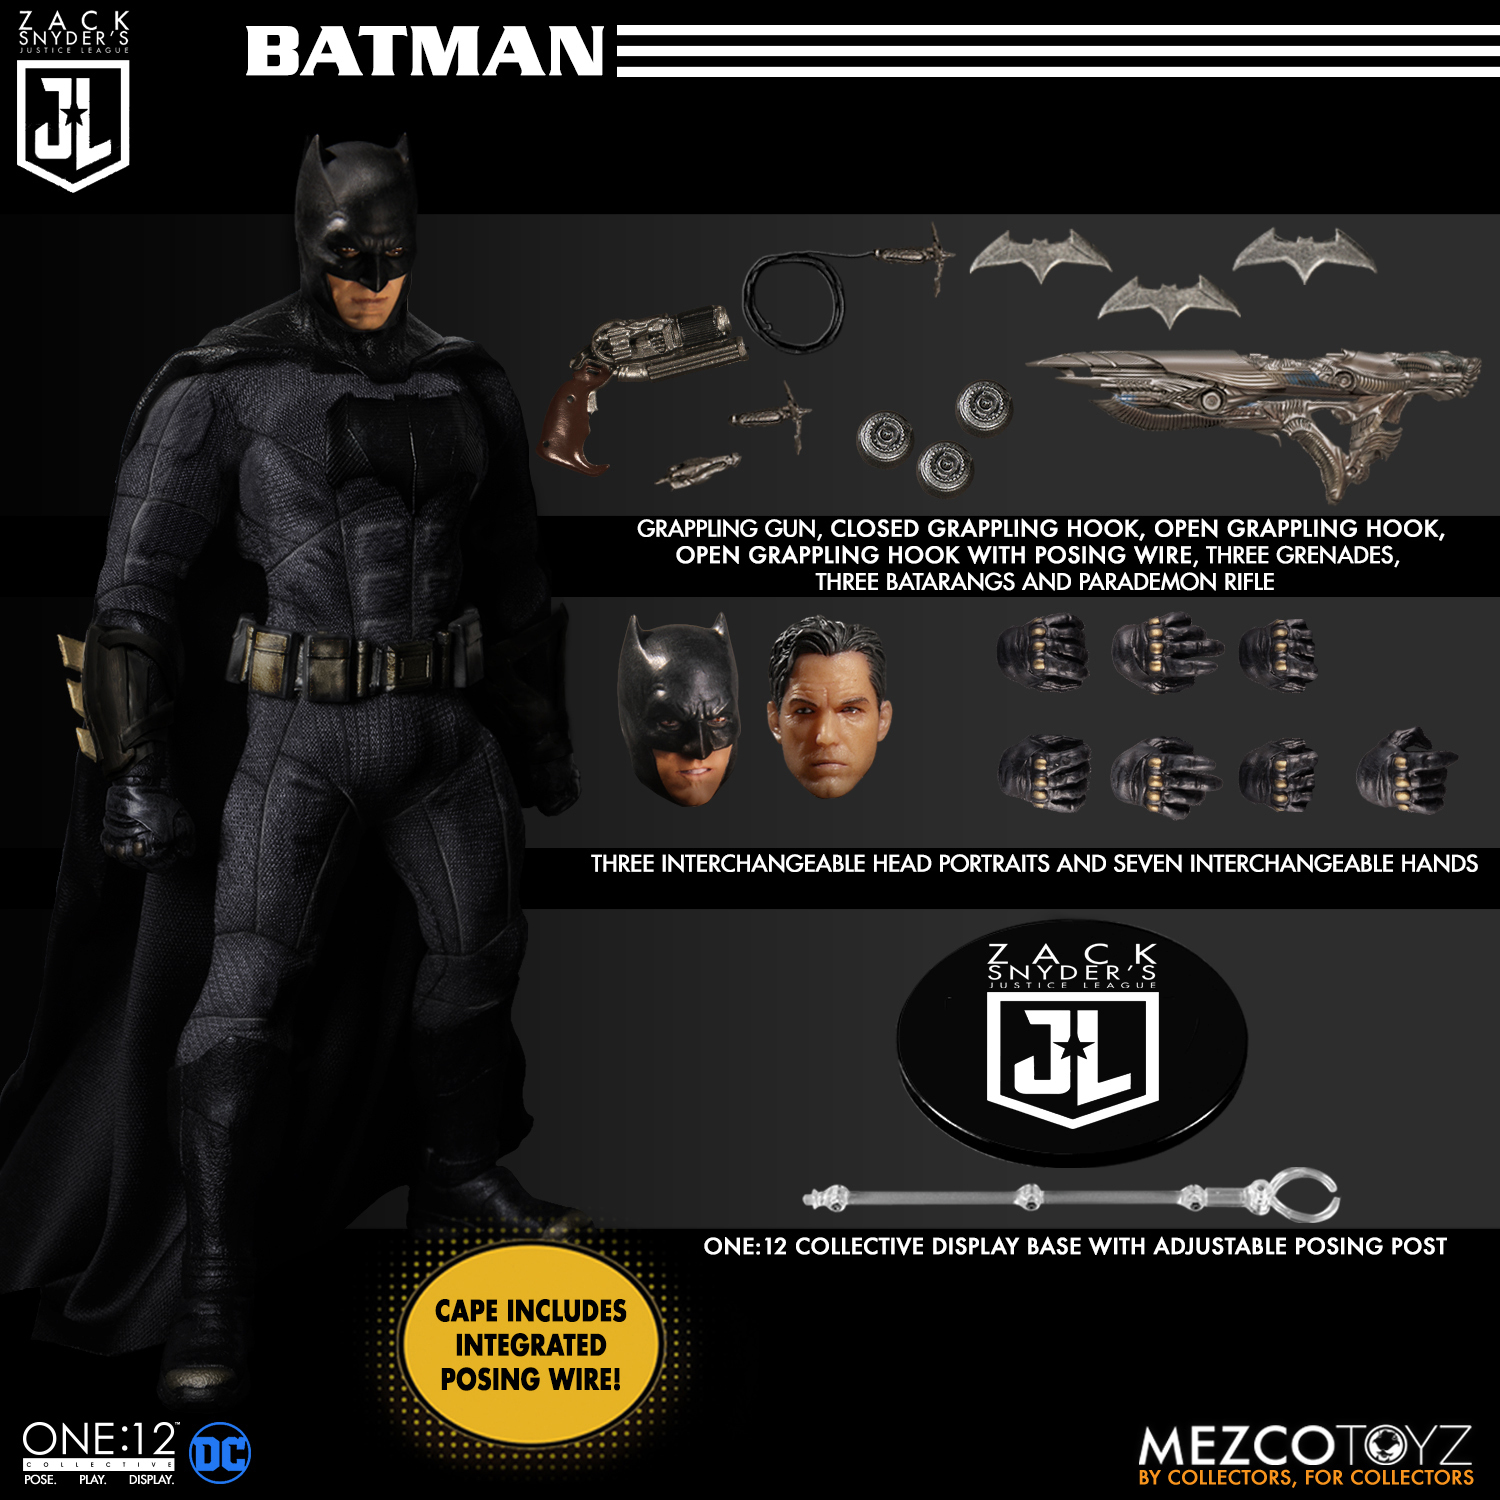 ZACK
SNYDER'S
JUSTICE LEAGUE
JL
BATMAN
GRAPPLING GUN, CLOSED GRAPPLING HOOK, OPEN GRAPPLING HOOK,
OPEN GRAPPLING HOOK WITH POSING WIRE, THREE GRENADES,
THREE BATARANGS AND PARADEMON RIFLE
THREE INTERCHANGEABLE HEAD PORTRAITS AND SEVEN INTERCHANGEABLE HANDS
ZACK
SNYDER'S
JUSTICE LEAGUE
JL
ONE:12 COLLECTIVE DISPLAY BASE WITH ADJUSTABLE POSING POST
CAPE INCLUDES
INTEGRATED
POSING WIRE!
ONE:12™
COLLECTIVE
POSE. PLAY. DISPLAY.
DC
MEZCOTOYZ
BY COLLECTORS, FOR COLLECTORS